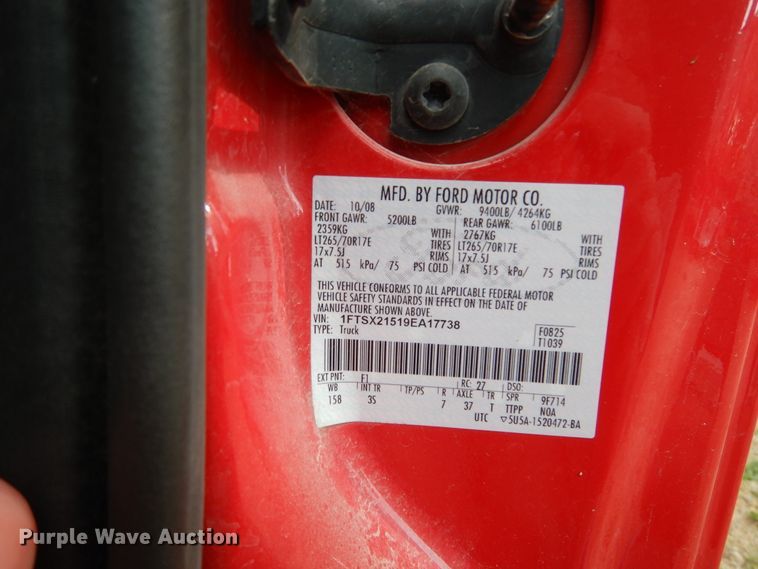 MFD. BY FORD MOTOR CO.
DATE: 10/08 GVWR: 9400LB/ 4264KG
FRONT GAWR: 5200LB REAR GAWR: 6100LB
2359KG WITH 2767KG WITH
LT265/70R17E TIRES LT265/70R17E TIRES
17x7.5J RIMS 17x7.5J RIMS
AT 515 kPa/ 75 PSI COLD AT 515 kPa/ 75 PSI COLD
THIS VEHICLE CONFORMS TO ALL APPLICABLE FEDERAL MOTOR
VEHICLE SAFETY STANDARDS IN EFFECT ON THE DATE OF
MANUFACTURE SHOWN ABOVE.
VIN: 1FTSX21519EA17738 F0825
TYPE: Truck T1039
EXT PNT: F1 RC: 27 DSO:
WB INT TR TP/PS R AXLE TR SPR 9F714
158 3S 7 37 T TTPP N0A
UTC ▽5U5A-1520472-BA
Purple Wave Auction®